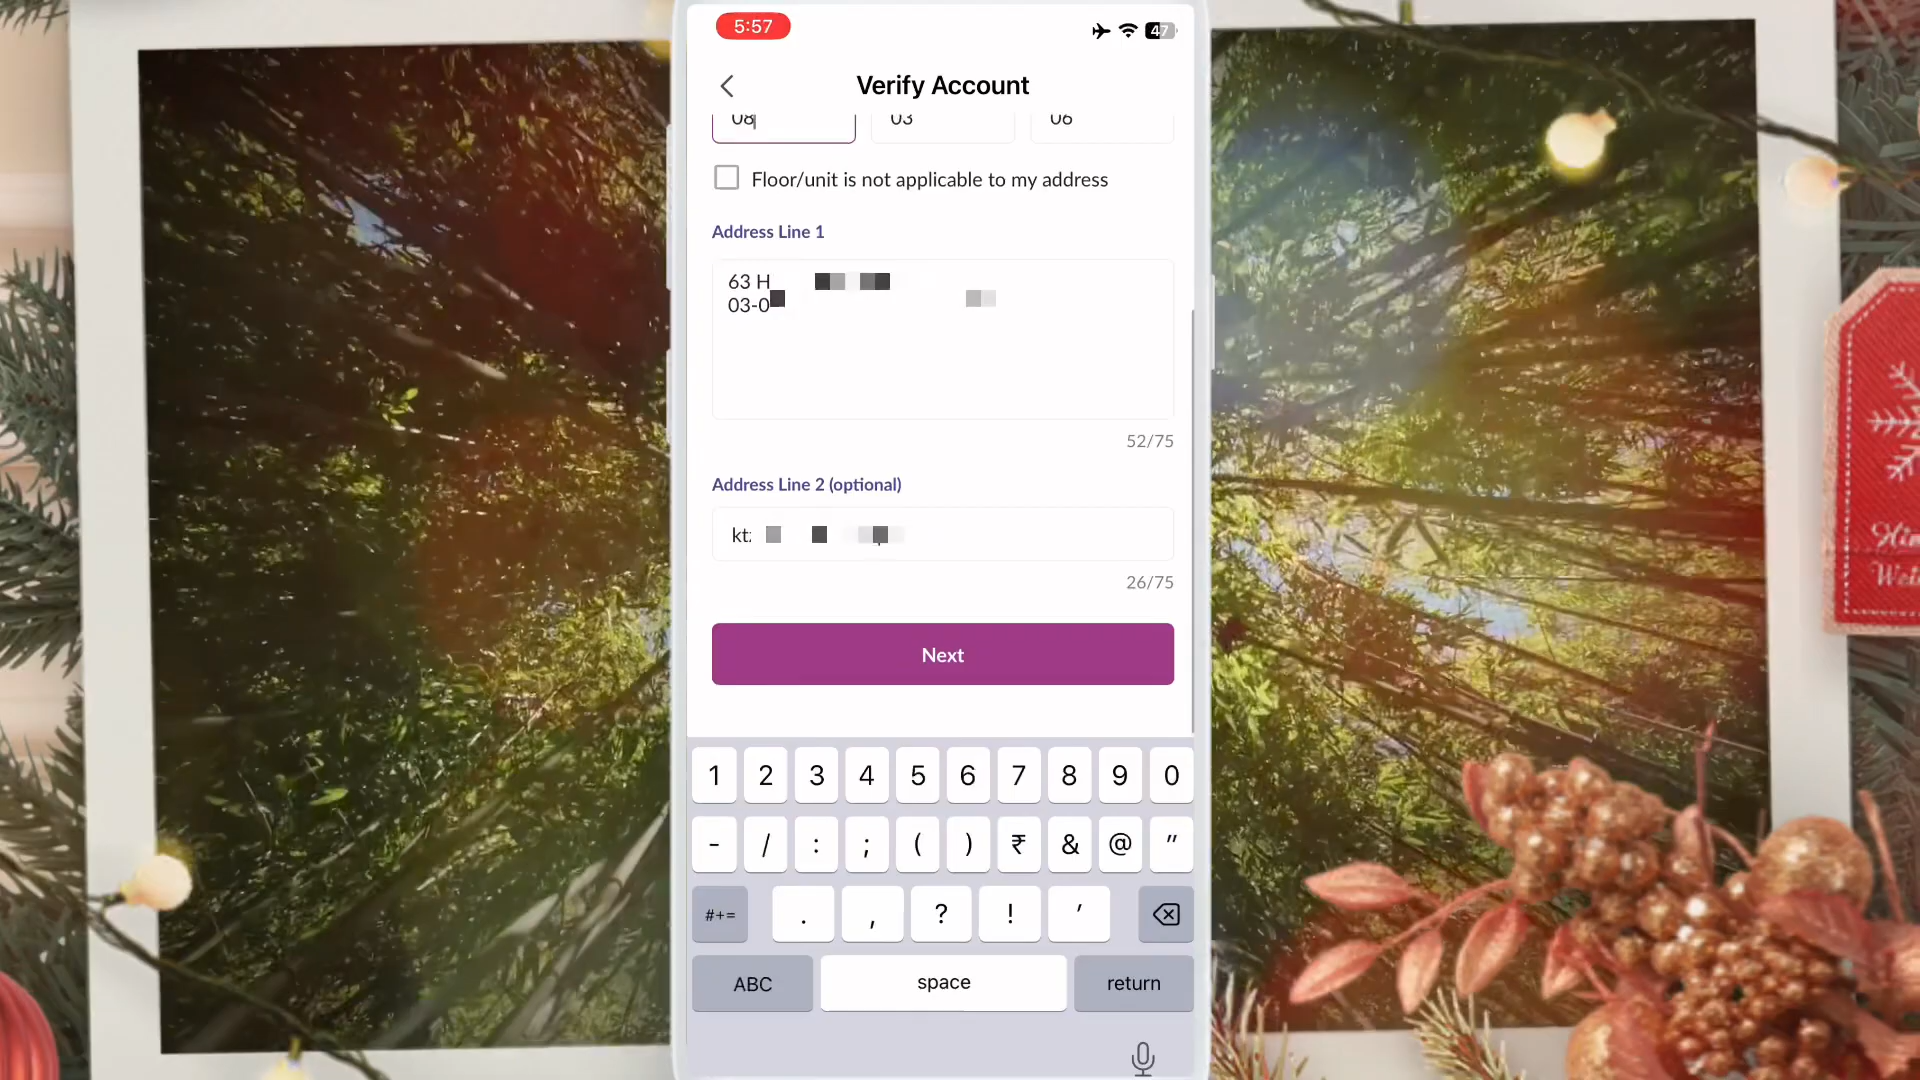 5:57
47
Verify Account
08
03
06
Floor/unit is not applicable to my address
Address Line 1
63 H
03-0
52/75
Address Line 2 (optional)
26/75
Next
1 2 3 4 5 6 7 8 9 0
- / : ; ( ) ₹ & @ "
#+= . , ? ! '
ABC space return